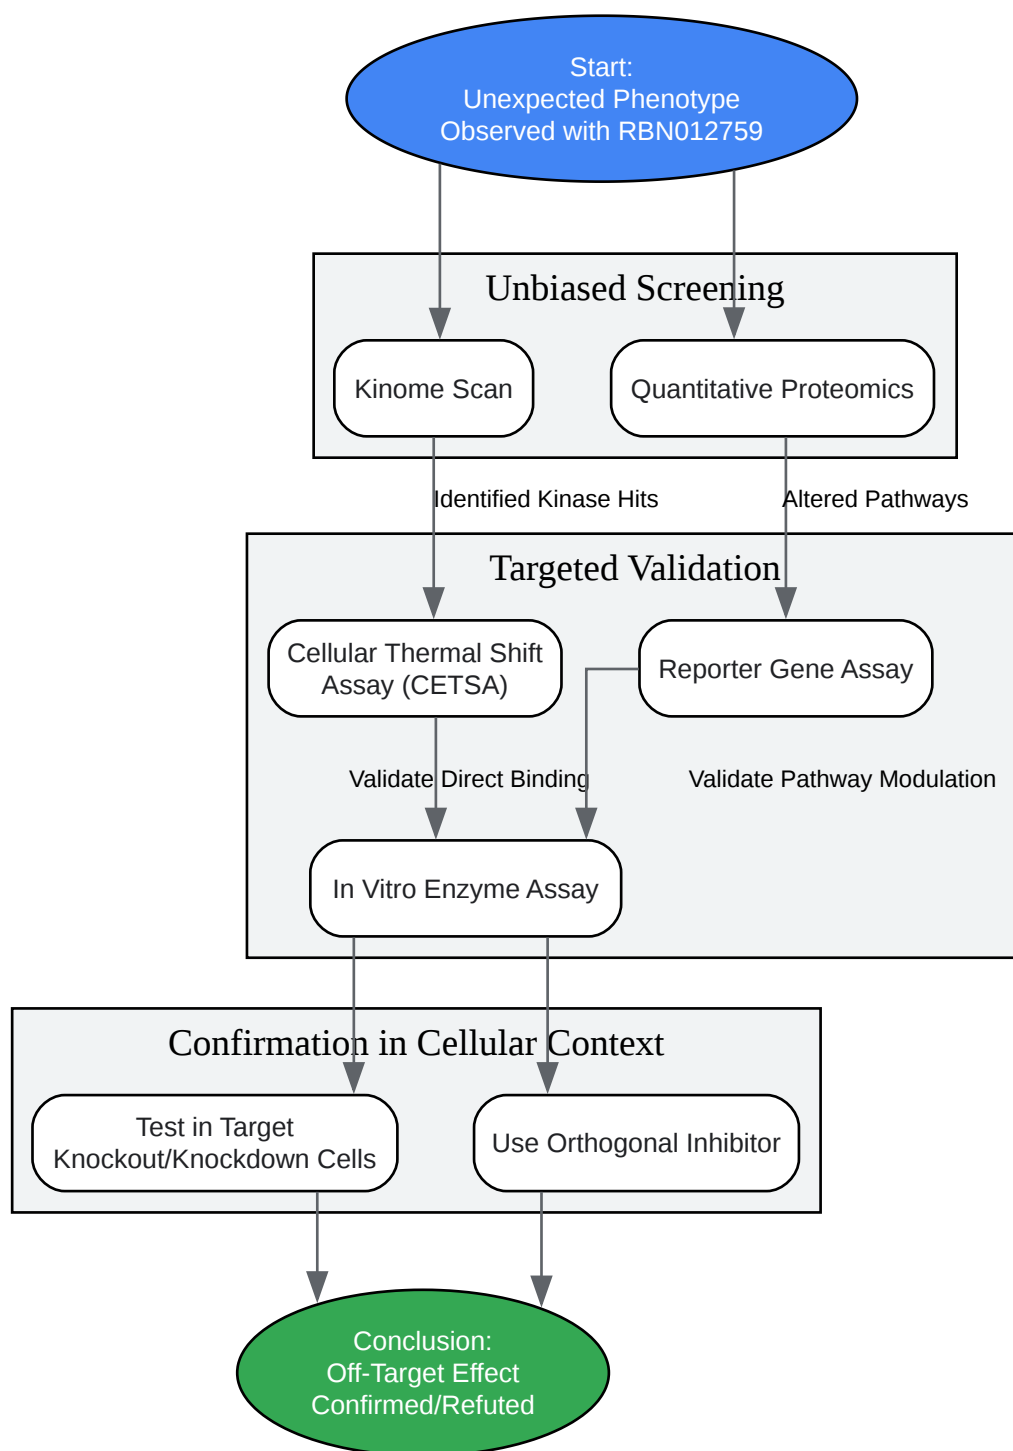 Start:
Unexpected Phenotype
Observed with RBN012759
Unbiased Screening
Kinome Scan
Quantitative Proteomics
Identified Kinase Hits
Altered Pathways
Targeted Validation
Cellular Thermal Shift
Assay (CETSA)
Reporter Gene Assay
Validate Direct Binding
Validate Pathway Modulation
In Vitro Enzyme Assay
Confirmation in Cellular Context
Test in Target
Knockout/Knockdown Cells
Use Orthogonal Inhibitor
Conclusion:
Off-Target Effect
Confirmed/Refuted